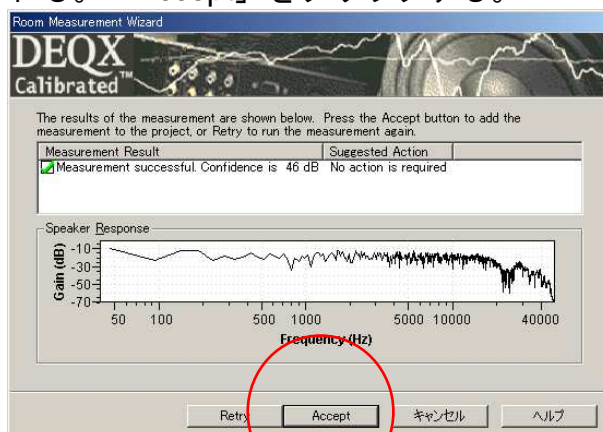 Room Measurement Wizard
DEQX
Calibrated™
The results of the measurement are shown below. Press the Accept button to add the
measurement to the project, or Retry to run the measurement again.
Measurement Result Suggested Action
Measurement successful. Confidence is 46 dB No action is required
Speaker Response
Gain (dB)
-10
-30
-50
-70
50 100 500 1000 5000 10000 40000
Frequency (Hz)
Retry Accept キャンセル ヘルプ